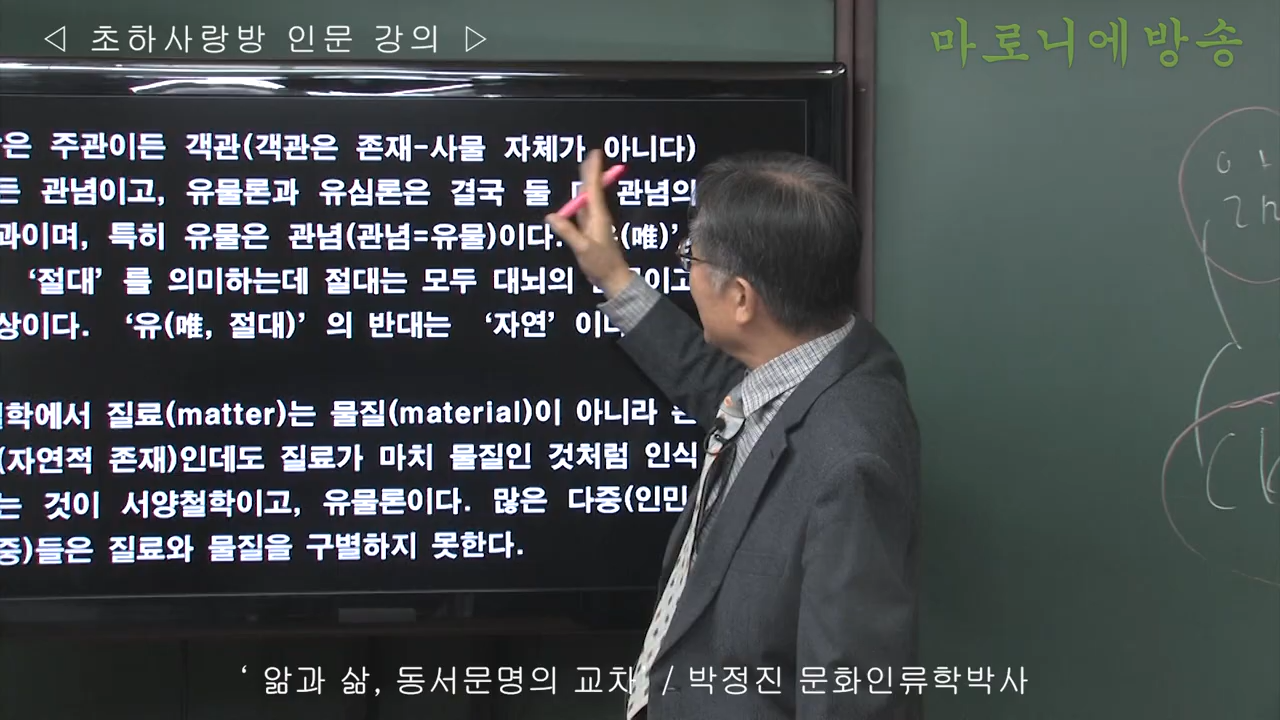 ◁ 초하사랑방 인문 강의 ▷
마로니에방송
은 주관이든 객관(객관은 존재-사물 자체가 아니다)
든 관념이고, 유물론과 유심론은 결국 둘 관념의
과이며, 특히 유물은 관념(관념=유물)이다. (唯)’
‘절대’ 를 의미하는데 절대는 모두 대뇌의
상이다. ‘유(唯, 절대)’ 의 반대는 ‘자연’
학에서 질료(matter)는 물질(material)이 아니라
(자연적 존재)인데도 질료가 마치 물질인 것처럼 인식
는 것이 서양철학이고, 유물론이다. 많은 다중(인민,
중)들은 질료와 물질을 구별하지 못한다.
‘ 앎과 삶, 동서문명의 교차’ / 박정진 문화인류학박사